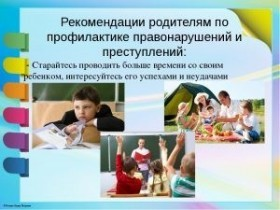 Рекомендации родителям по
профилактике правонарушений и
преступлений:
- Старайтесь проводить больше времени со своим
ребенком, интересуйтесь его успехами и неудачами